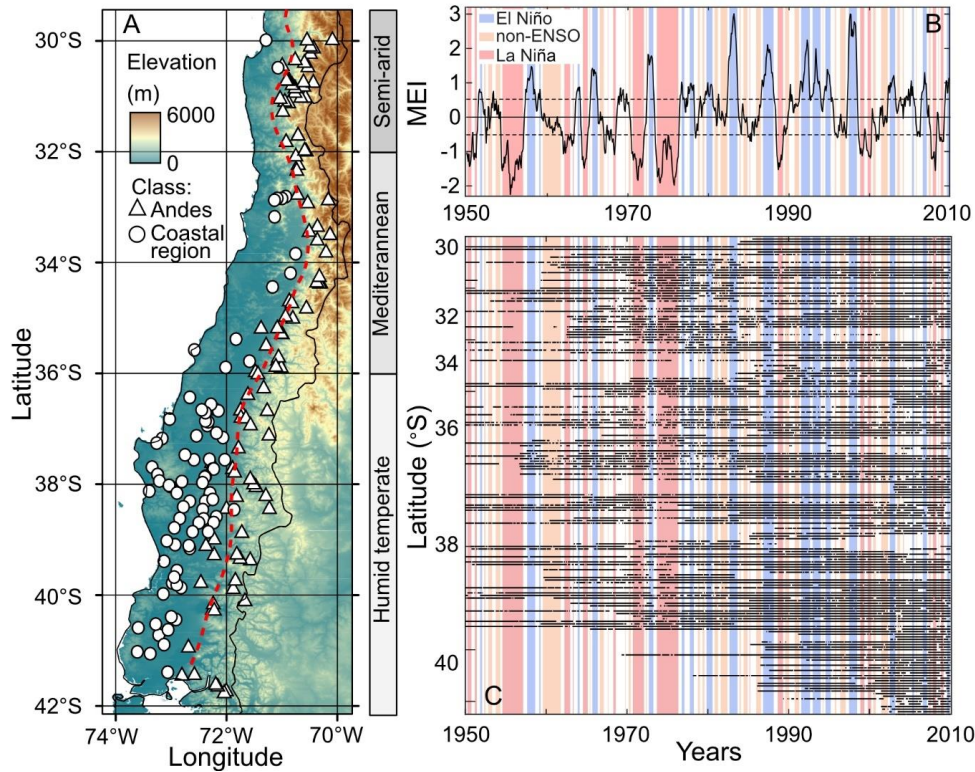 A
30°S
32°S
34°S
36°S
38°S
40°S
42°S
Latitude
74°W
72°W
70°W
Longitude
Elevation
(m)
6000
0
Class:
Andes
Coastal
region
Semi-arid
Mediterannean
Humid temperate
B
El Niño
non-ENSO
La Niña
MEI
3
2
1
0
-1
-2
1950
1970
1990
2010
C
Latitude (°S)
30
32
34
36
38
40
1950
1970
1990
2010
Years